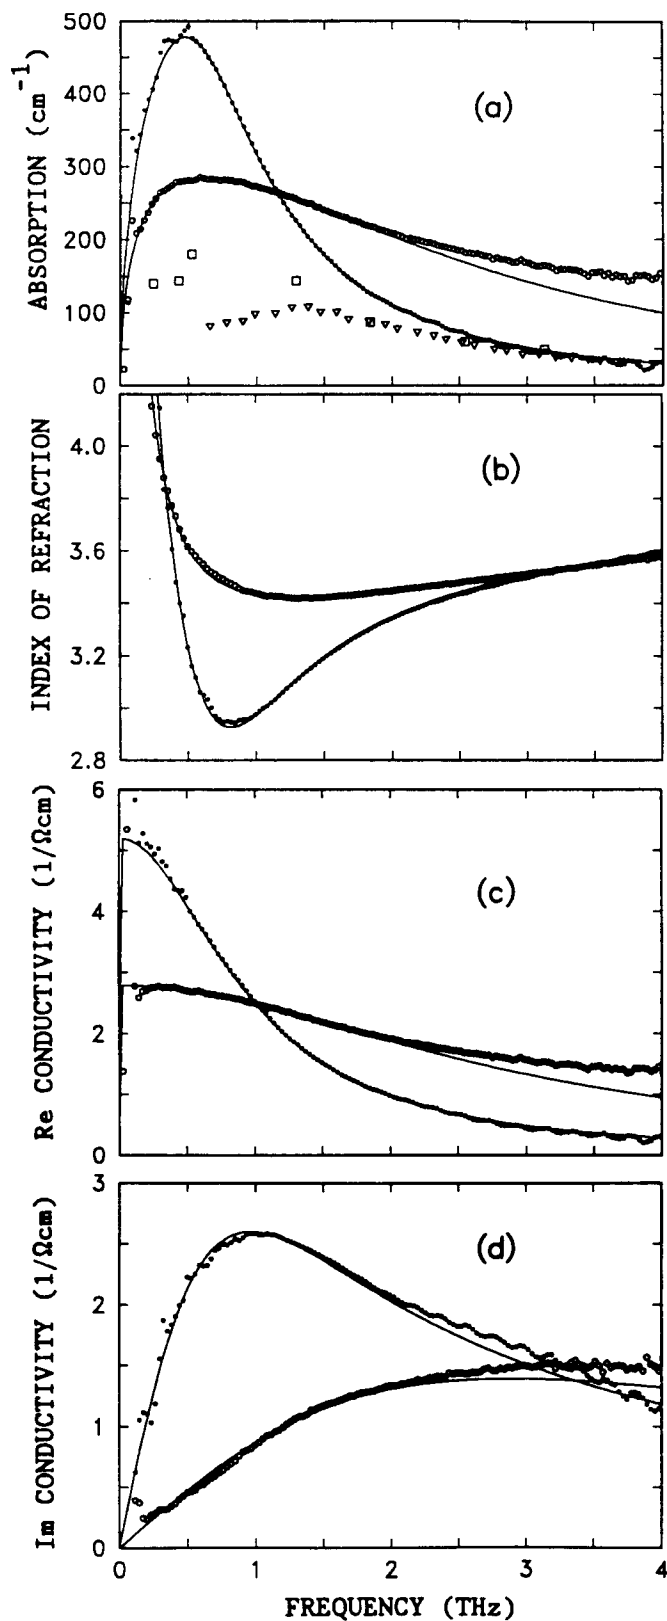 500
400
300
200
100
0
ABSORPTION (cm⁻¹)
(a)
4.0
3.6
3.2
2.8
INDEX OF REFRACTION
(b)
6
4
2
0
Re CONDUCTIVITY (1/Ωcm)
(c)
3
2
1
0
Im CONDUCTIVITY (1/Ωcm)
(d)
0 1 2 3 4
FREQUENCY (THz)